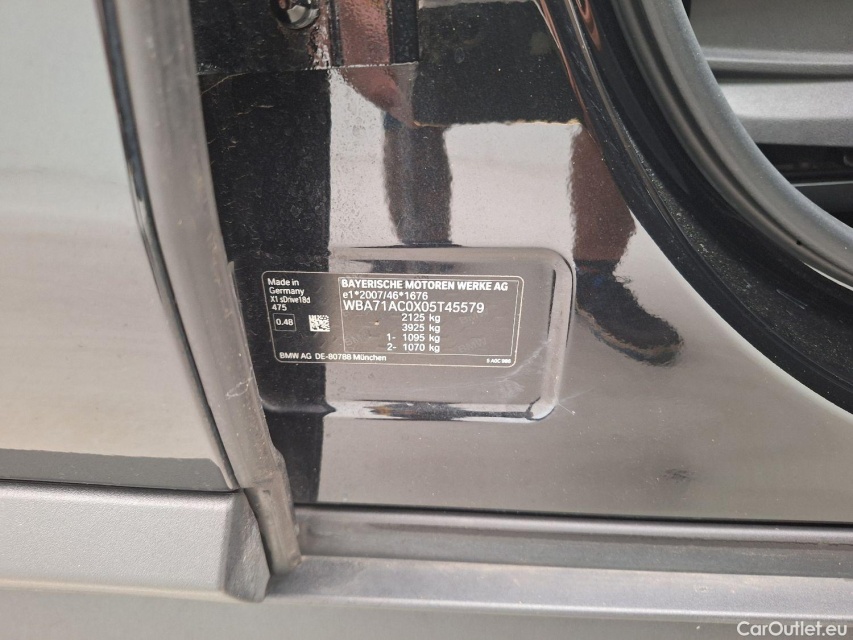 Made in
Germany
X1 sDrive18d
475
0.48
BAYERISCHE MOTOREN WERKE AG
e1*2007/46*1676
WBA71AC0X05T45579
2125 kg
3925 kg
1- 1095 kg
2- 1070 kg
BMW AG DE-80788 München
CarOutlet.eu